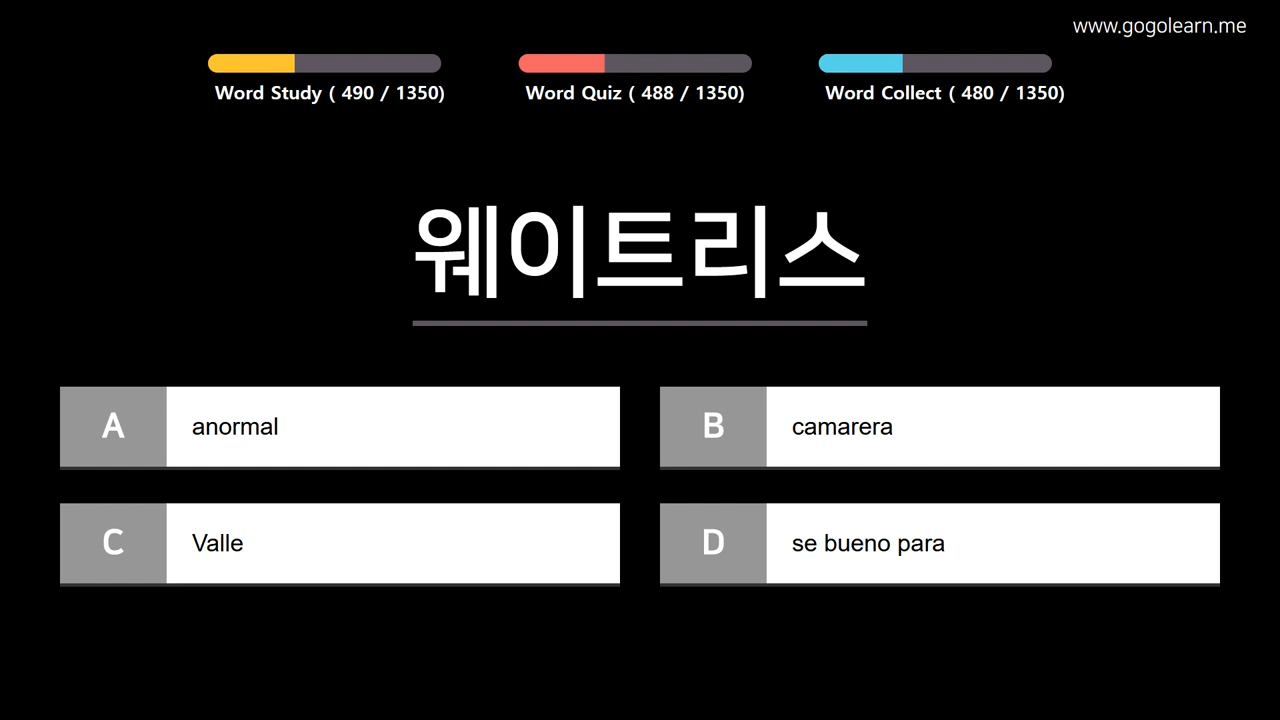 www.gogolearn.me
Word Study ( 490 / 1350)
Word Quiz ( 488 / 1350)
Word Collect ( 480 / 1350)
웨이트리스
A anormal
B camarera
C Valle
D se bueno para